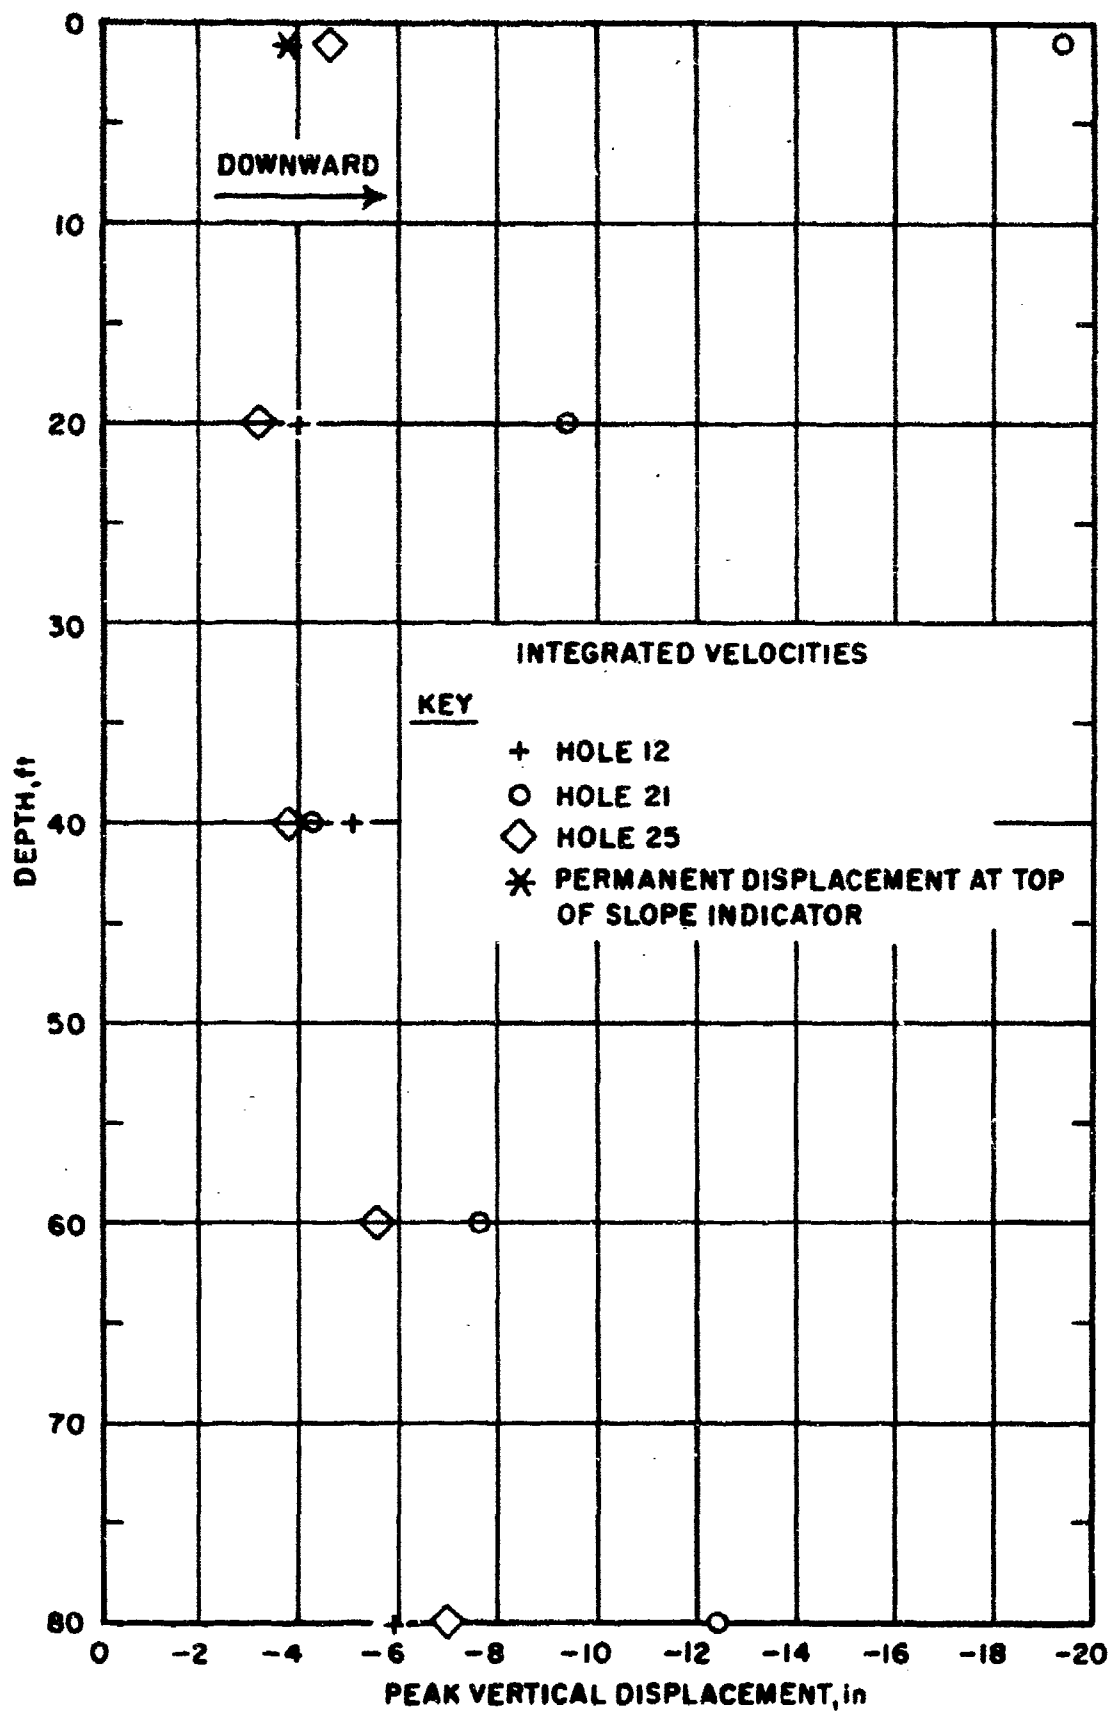 0
DOWNWARD
10
20
30
INTEGRATED VELOCITIES
KEY
+ HOLE 12
○ HOLE 21
◇ HOLE 25
* PERMANENT DISPLACEMENT AT TOP
OF SLOPE INDICATOR
DEPTH, ft
40
50
60
70
80
0 -2 -4 -6 -8 -10 -12 -14 -16 -18 -20
PEAK VERTICAL DISPLACEMENT, in